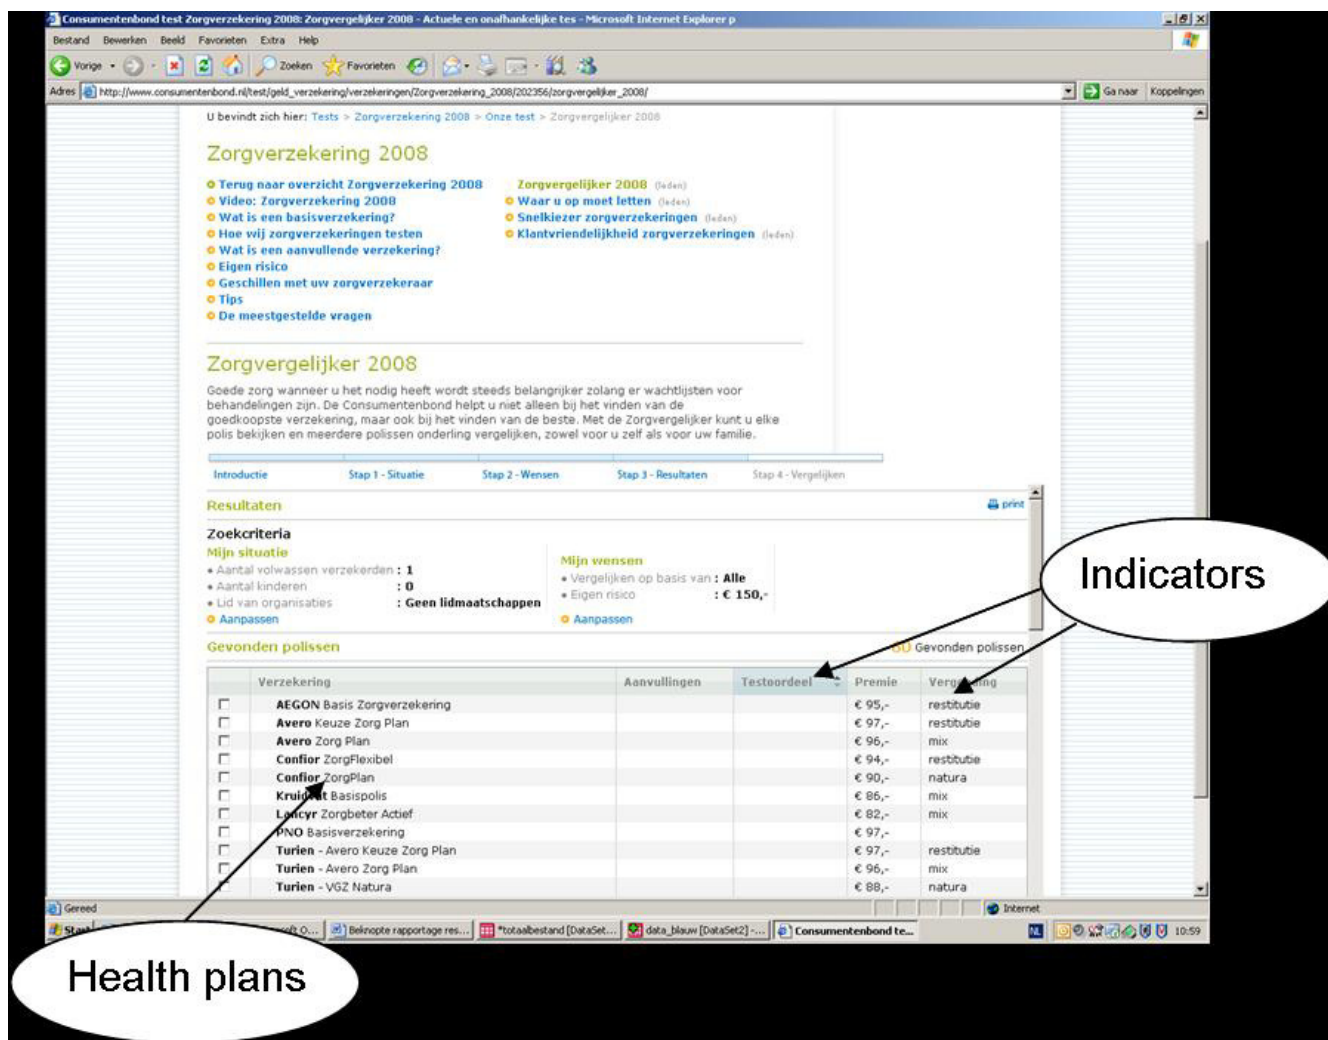 Consumentenbond test Zorgverzekering 2008: Zorgvergelijker 2008 - Actuele en onafhankelijke tes - Microsoft Internet Explorer p
Bestand Bewerken Beeld Favorieten Extra Help
Vorige Zoeken Favorieten
Adres http://www.consumentenbond.nl/test/geld_verzekering/verzekeringen/Zorgverzekering_2008/202356/zorgvergelijker_2008/ Ga naar Koppelingen
U bevindt zich hier: Tests > Zorgverzekering 2008 > Onze test > Zorgvergelijker 2008
Zorgverzekering 2008
Terug naar overzicht Zorgverzekering 2008
Video: Zorgverzekering 2008
Wat is een basisverzekering?
Hoe wij zorgverzekeringen testen
Wat is een aanvullende verzekering?
Eigen risico
Geschillen met uw zorgverzekeraar
Tips
De meestgestelde vragen
Zorgvergelijker 2008 (leden)
Waar u op moet letten (leden)
Snelkiezer zorgverzekeringen (leden)
Klantvriendelijkheid zorgverzekeringen (leden)
Zorgvergelijker 2008
Goede zorg wanneer u het nodig heeft wordt steeds belangrijker zolang er wachtlijsten voor
behandelingen zijn. De Consumentenbond helpt u niet alleen bij het vinden van de
goedkoopste verzekering, maar ook bij het vinden van de beste. Met de Zorgvergelijker kunt u elke
polis bekijken en meerdere polissen onderling vergelijken, zowel voor u zelf als voor uw familie.
Introductie Stap 1 - Situatie Stap 2 - Wensen Stap 3 - Resultaten Stap 4 - Vergelijken
Resultaten print
Zoekcriteria
Mijn situatie
• Aantal volwassen verzekerden : 1
• Aantal kinderen : 0
• Lid van organisaties : Geen lidmaatschappen
Aanpassen
Mijn wensen
• Vergelijken op basis van : Alle
• Eigen risico : € 150,-
Aanpassen
Indicators
Gevonden polissen Gevonden polissen
Verzekering Aanvullingen Testoordeel Premie
AEGON Basis Zorgverzekering € 95,- restitutie
Avero Keuze Zorg Plan € 97,- restitutie
Avero Zorg Plan € 96,- mix
Confior ZorgFlexibel € 94,- restitutie
Confior ZorgPlan € 90,- natura
Basispolis € 86,- mix
Lancyr Zorgbeter Actief € 82,- mix
PNO Basisverzekering € 97,-
Turien - Avero Keuze Zorg Plan € 97,- restitutie
Turien - Avero Zorg Plan € 96,- mix
Turien - VGZ Natura € 88,- natura
Gereed Internet
Start Beknopte rapportage res... *totaalbestand [DataSet... data_blauw [DataSet2] -... Consumentenbond te... NL 10:59
Health plans